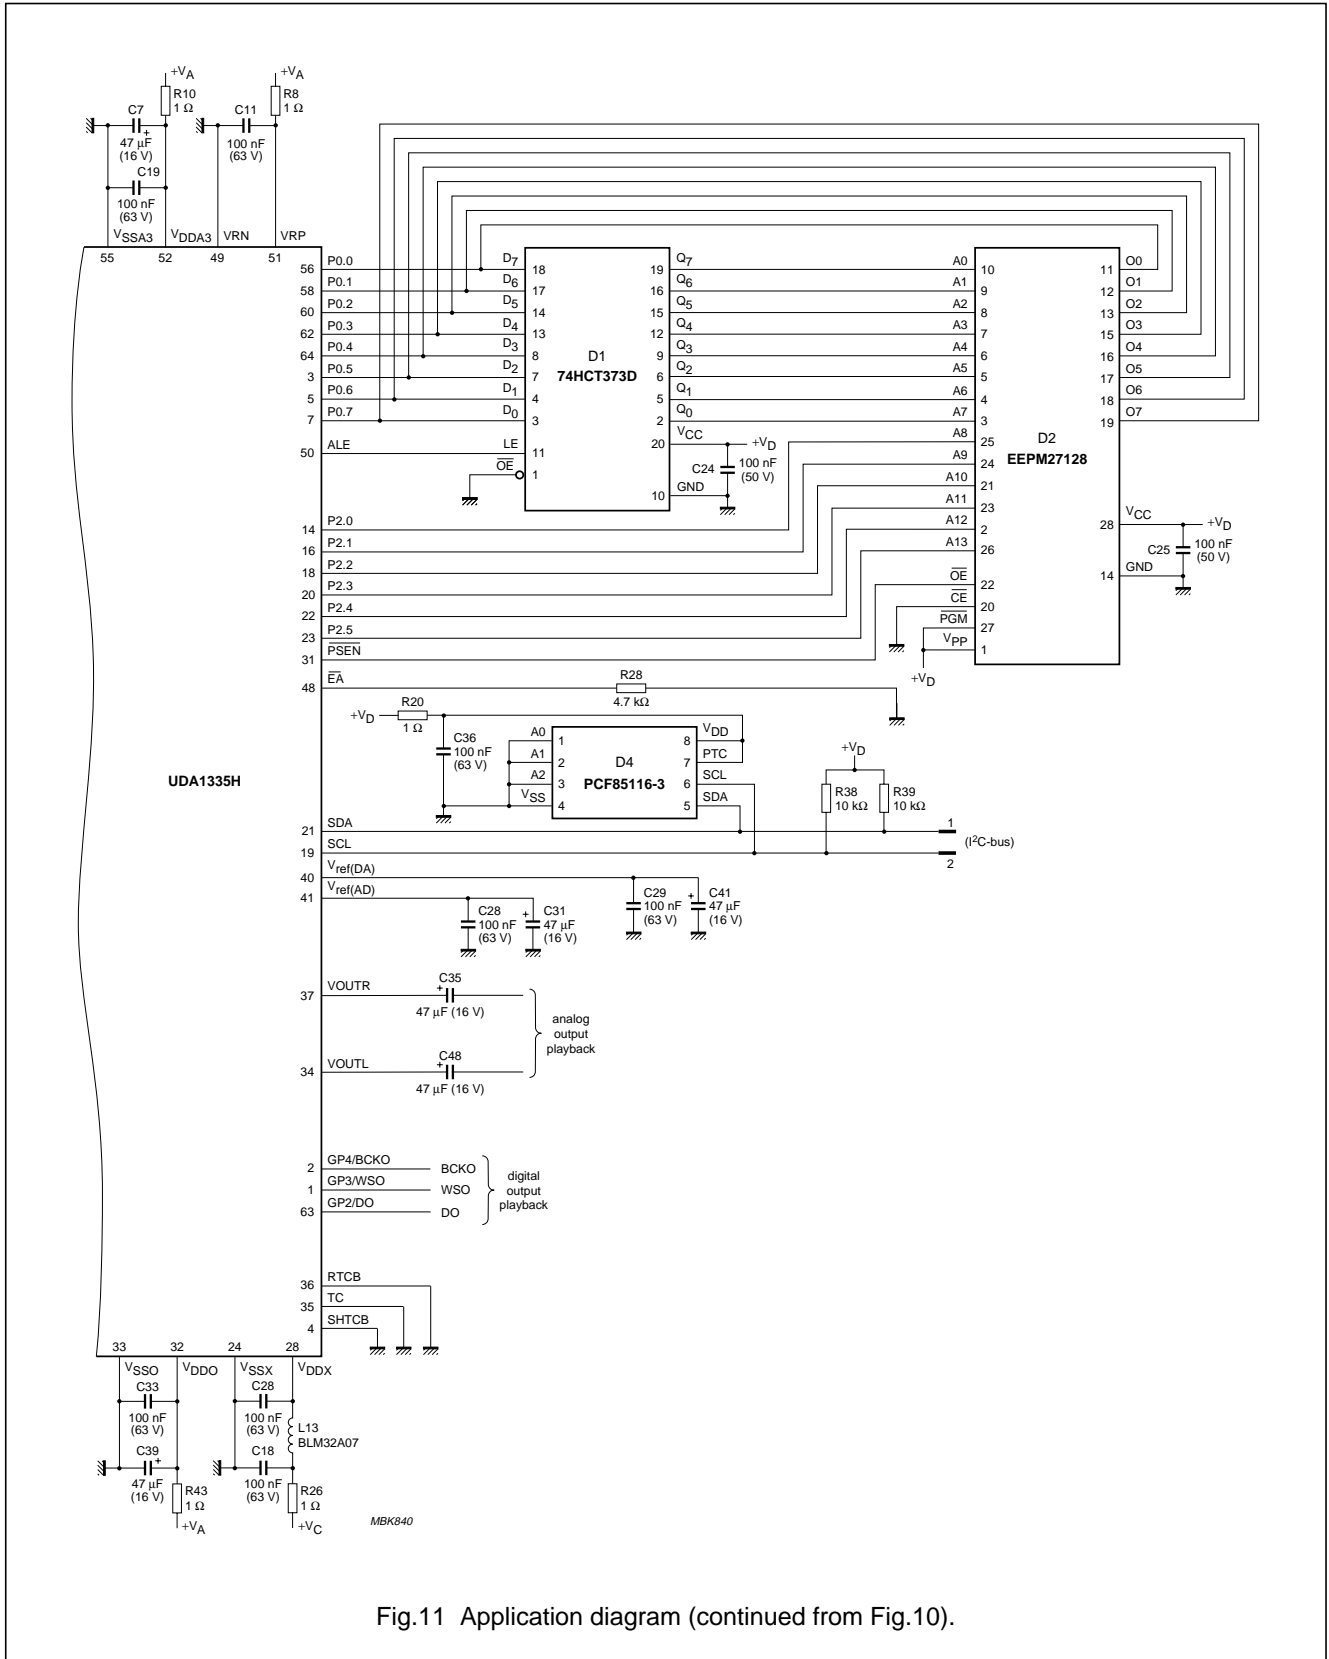 +VA
+VA
R10
1 Ω
R8
1 Ω
C7
47 µF
(16 V)
+
C11
100 nF
(63 V)
C19
100 nF
(63 V)
VSSA3
VDDA3
VRN
VRP
55
52
49
51
56 P0.0
58 P0.1
60 P0.2
62 P0.3
64 P0.4
3 P0.5
5 P0.6
7 P0.7
50 ALE
14 P2.0
16 P2.1
18 P2.2
20 P2.3
22 P2.4
23 P2.5
31 PSEN
48 EA
D7 18
D6 17
D5 14
D4 13
D3 8
D2 7
D1 4
D0 3
LE 11
OE 1
D1
74HCT373D
19 Q7
16 Q6
15 Q5
12 Q4
9 Q3
6 Q2
5 Q1
2 Q0
20 VCC
10 GND
+VD
C24
100 nF
(50 V)
A0 10
A1 9
A2 8
A3 7
A4 6
A5 5
A6 4
A7 3
A8 25
A9 24
A10 21
A11 23
A12 2
A13 26
OE 22
CE 20
PGM 27
VPP 1
+VD
D2
EEPM27128
11 O0
12 O1
13 O2
15 O3
16 O4
17 O5
18 O6
19 O7
28 VCC
14 GND
+VD
C25
100 nF
(50 V)
R28
4.7 kΩ
+VD
R20
1 Ω
C36
100 nF
(63 V)
A0 1
A1 2
A2 3
VSS 4
D4
PCF85116-3
8 VDD
7 PTC
6 SCL
5 SDA
+VD
R38
10 kΩ
R39
10 kΩ
1
(I2C-bus)
2
UDA1335H
21 SDA
19 SCL
40 Vref(DA)
41 Vref(AD)
C29
100 nF
(63 V)
+
C41
47 µF
(16 V)
C28
100 nF
(63 V)
+
C31
47 µF
(16 V)
37 VOUTR
C35
+
47 µF (16 V)
34 VOUTL
C48
+
47 µF (16 V)
analog
output
playback
2 GP4/BCKO BCKO
1 GP3/WSO WSO
63 GP2/DO DO
digital
output
playback
36 RTCB
35 TC
4 SHTCB
33
32
24
28
VSSO
VDDO
VSSX
VDDX
C33
100 nF
(63 V)
C28
100 nF
(63 V)
L13
BLM32A07
C39
+
47 µF
(16 V)
C18
100 nF
(63 V)
R43
1 Ω
R26
1 Ω
+VA
+VC
MBK840
Fig.11 Application diagram (continued from Fig.10).